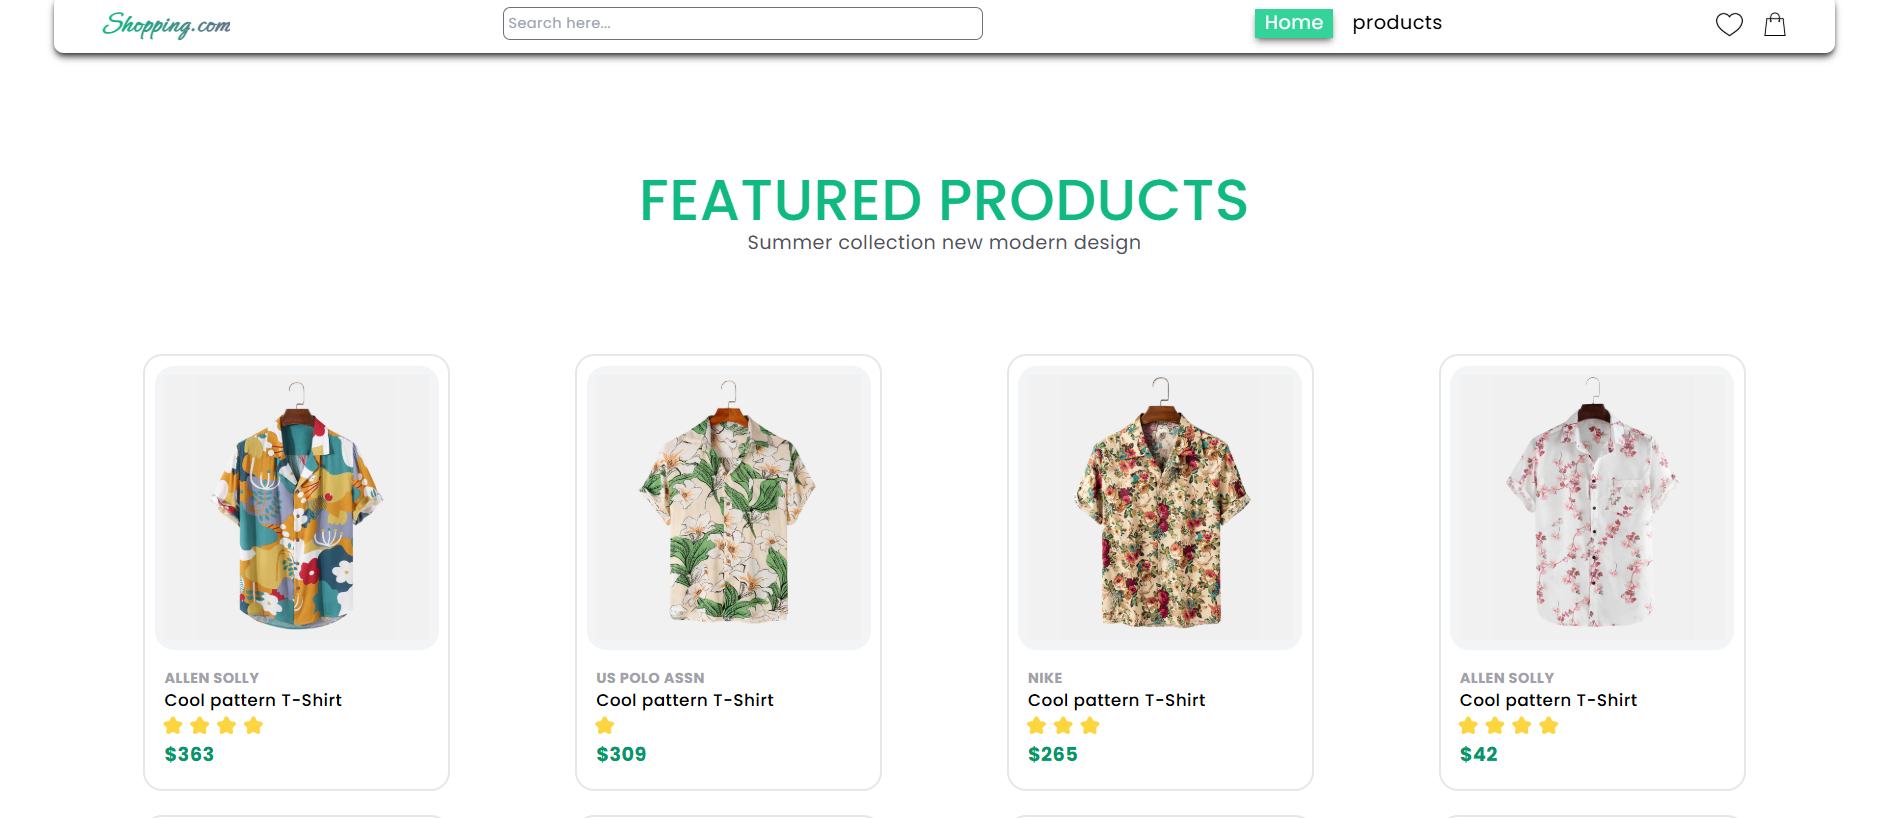 Shopping.com
Search here...
Home
products
FEATURED PRODUCTS
Summer collection new modern design
ALLEN SOLLY
Cool pattern T-Shirt
$363
US POLO ASSN
Cool pattern T-Shirt
$309
NIKE
Cool pattern T-Shirt
$265
ALLEN SOLLY
Cool pattern T-Shirt
$42